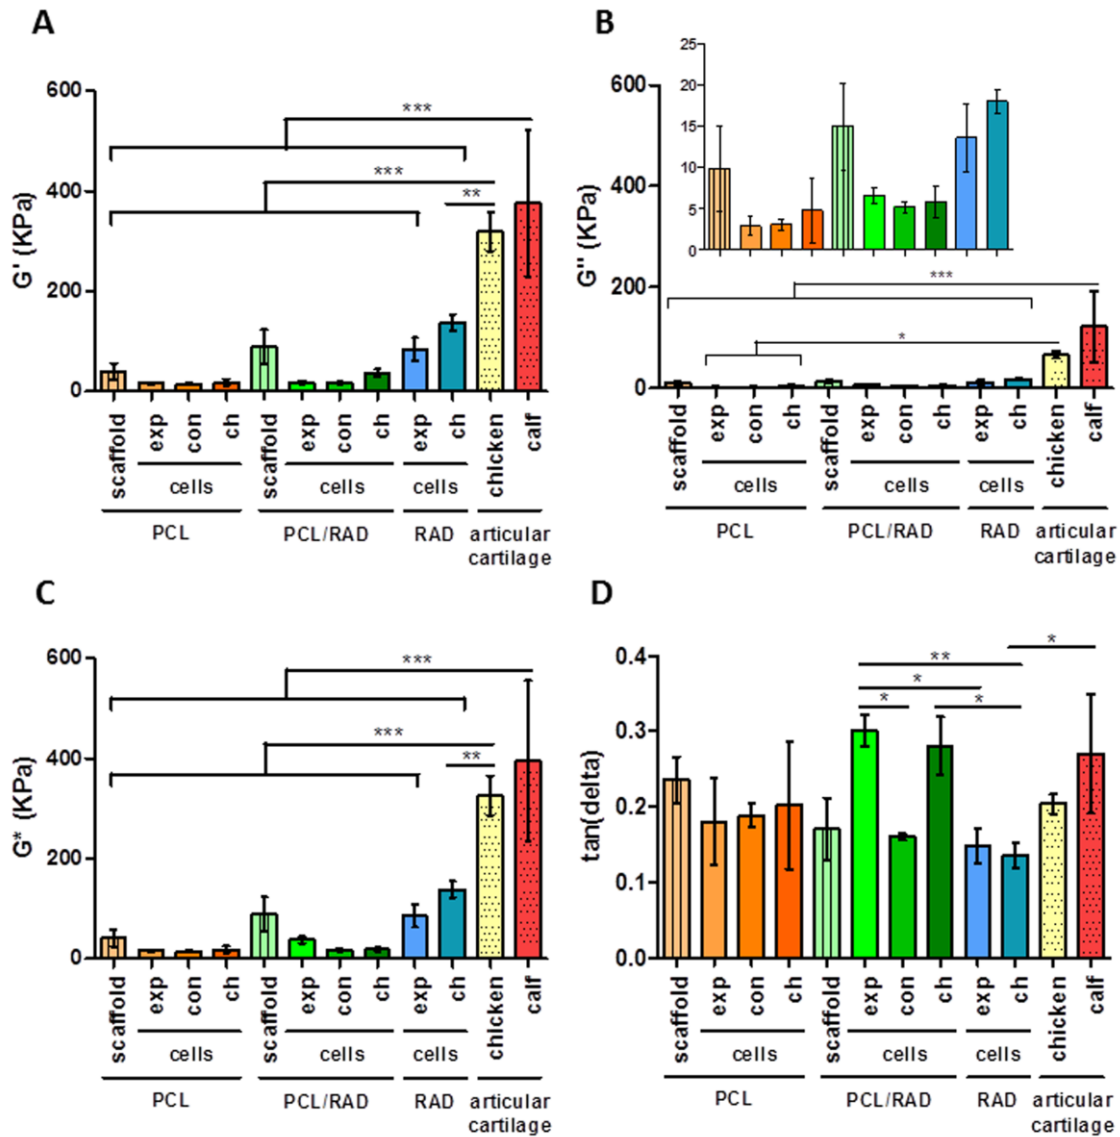 A
600
400
200
0
G' (KPa)
***
***
**
scaffold
exp
con
ch
scaffold
exp
con
ch
exp
ch
chicken
calf
cells
cells
cells
PCL
PCL/RAD
RAD
articular
cartilage
B
600
400
200
0
G'' (KPa)
25
20
15
10
5
0
***
*
scaffold
exp
con
ch
scaffold
exp
con
ch
exp
ch
chicken
calf
cells
cells
cells
PCL
PCL/RAD
RAD
articular
cartilage
C
600
400
200
0
G* (KPa)
***
***
**
scaffold
exp
con
ch
scaffold
exp
con
ch
exp
ch
chicken
calf
cells
cells
cells
PCL
PCL/RAD
RAD
articular
cartilage
D
0.4
0.3
0.2
0.1
0.0
tan(delta)
*
**
*
*
*
scaffold
exp
con
ch
scaffold
exp
con
ch
exp
ch
chicken
calf
cells
cells
cells
PCL
PCL/RAD
RAD
articular
cartilage